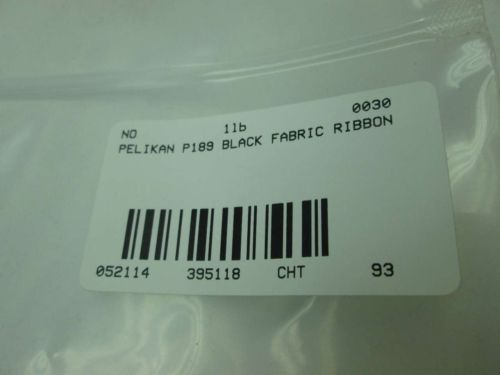 NO 1lb 0030
PELIKAN P189 BLACK FABRIC RIBBON
052114 395118 CHT 93